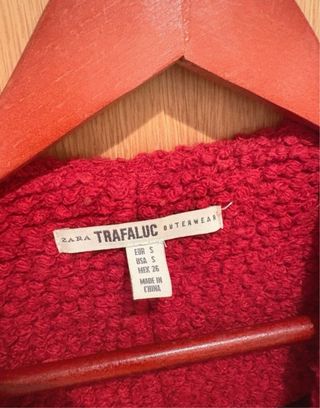 ZARA TRAFALUC OUTERWEAR
EUR S
USA S
MEX 26
MADE IN
CHINA